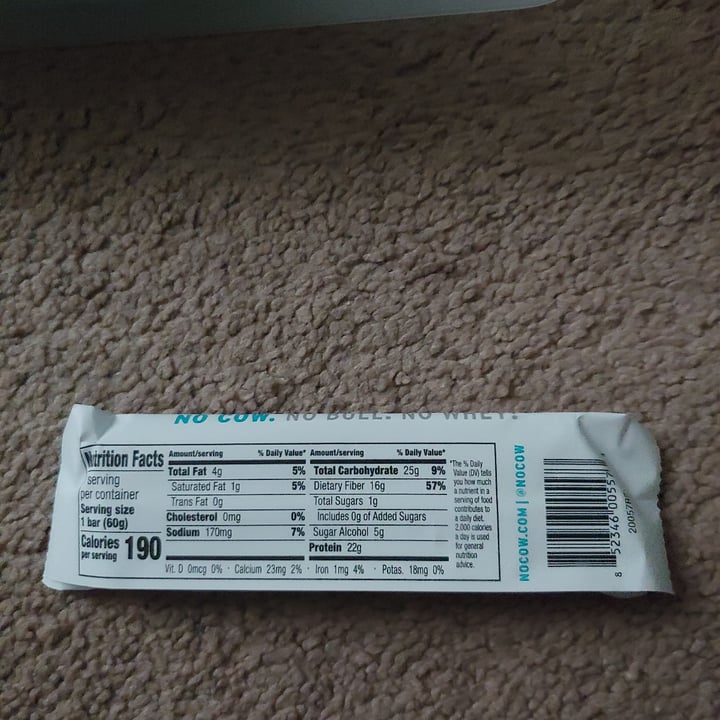 NO COW. NO BULL. NO WHEY!
Nutrition Facts
serving
per container
Serving size
1 bar (60g)
Calories 190
per serving
Amount/serving % Daily Value*
Total Fat 4g 5%
Saturated Fat 1g 5%
Trans Fat 0g
Cholesterol 0mg 0%
Sodium 170mg 7%
Amount/serving % Daily Value*
Total Carbohydrate 25g 9%
Dietary Fiber 16g 57%
Total Sugars 1g
Includes 0g of Added Sugars
Sugar Alcohol 5g
Protein 22g
Vit. D 0mcg 0% · Calcium 23mg 2% · Iron 1mg 4% · Potas. 18mg 0%
*The % Daily
Value (DV) tells
you how much
a nutrient in a
serving of food
contributes to
a daily diet.
2,000 calories
a day is used
for general
nutrition
advice.
NOCOW.COM | @NOCOW
8 52346 00557